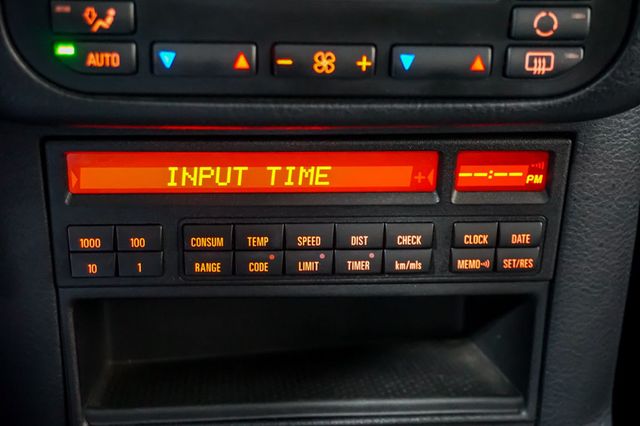 AUTO
INPUT TIME
--:-- PM
1000 100 CONSUM TEMP SPEED DIST CHECK CLOCK DATE
10 1 RANGE CODE LIMIT TIMER km/mls MEMO SET/RES